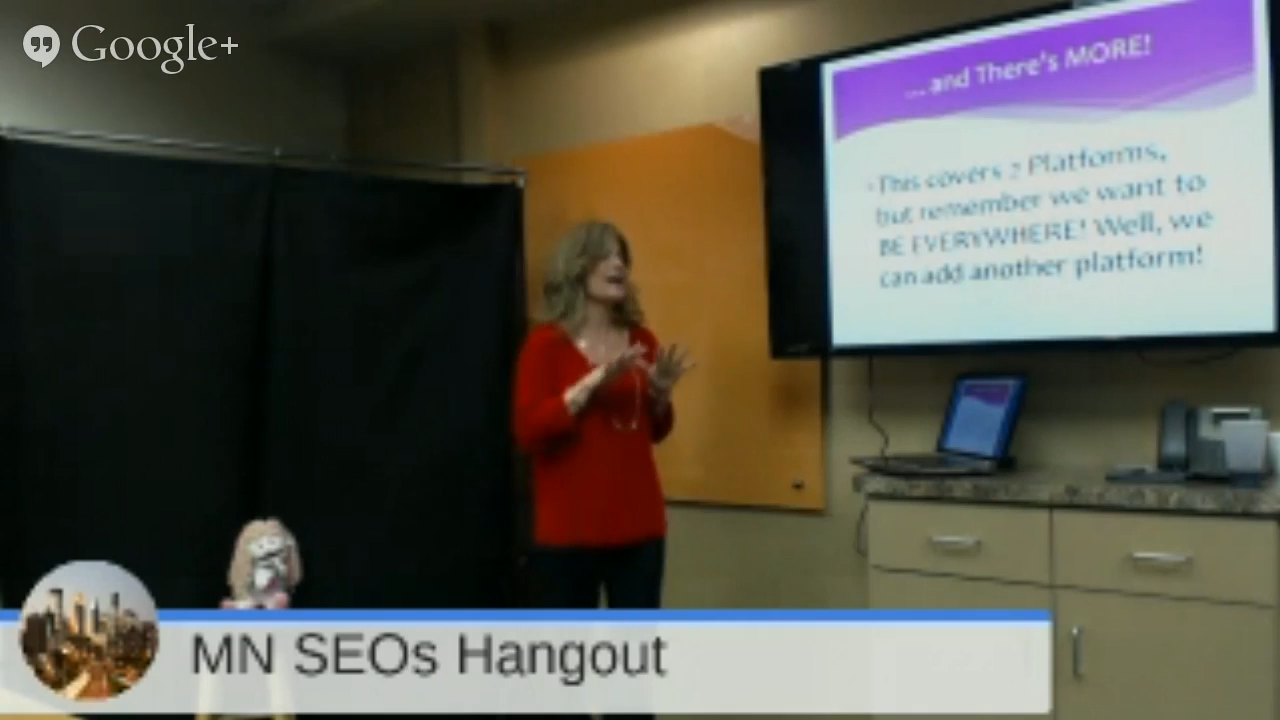 Google+
... and There's MORE!
This covers 2 Platforms,
but remember we want to
BE EVERYWHERE! Well, we
can add another platform!
MN SEOs Hangout